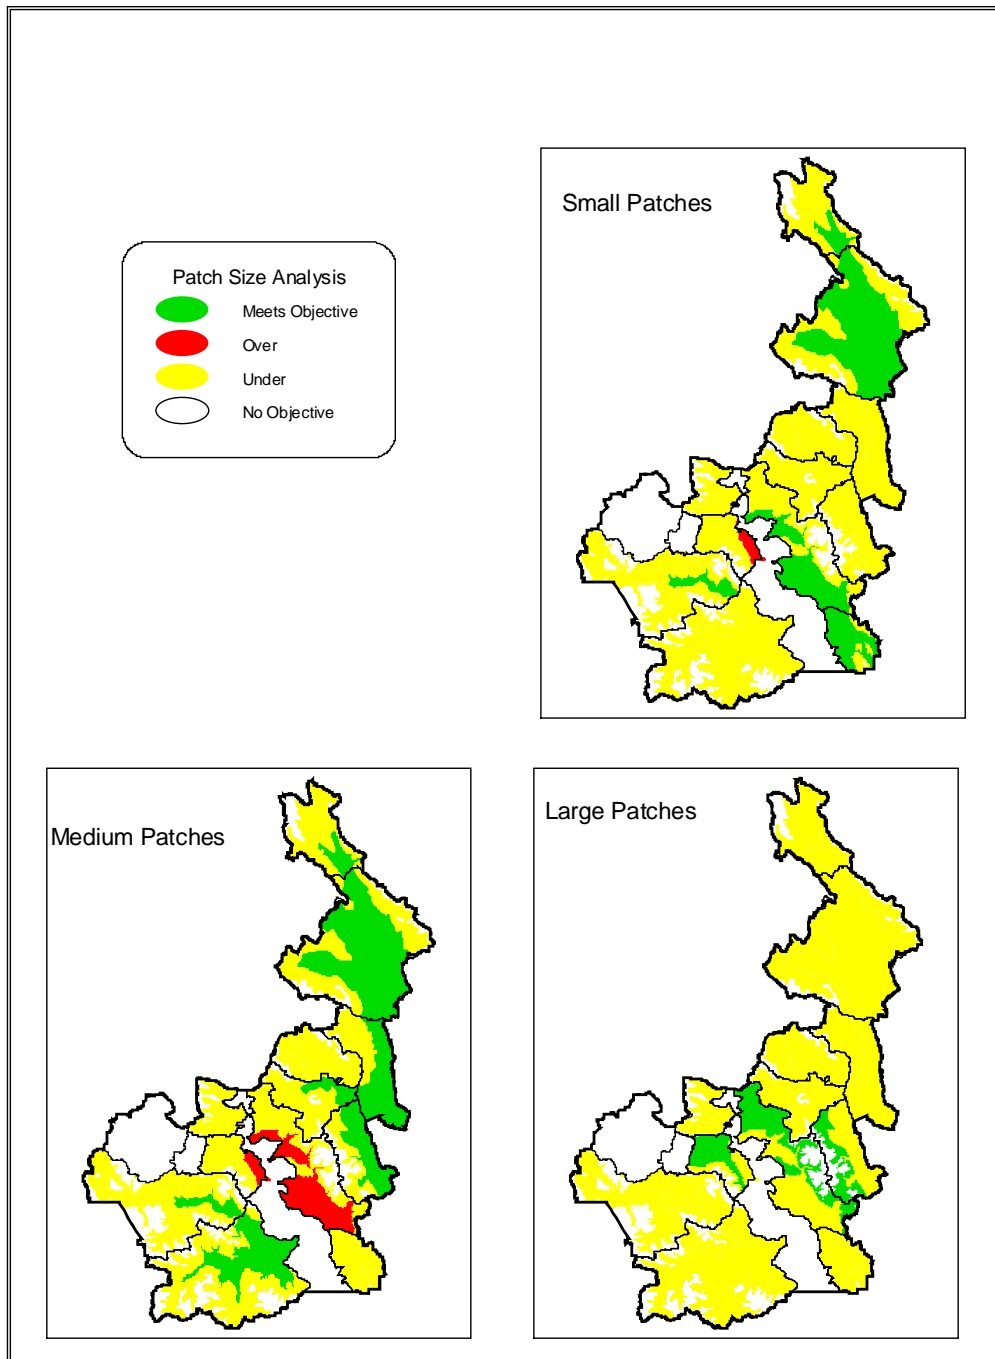 Small Patches
Patch Size Analysis
Meets Objective
Over
Under
No Objective
Medium Patches
Large Patches